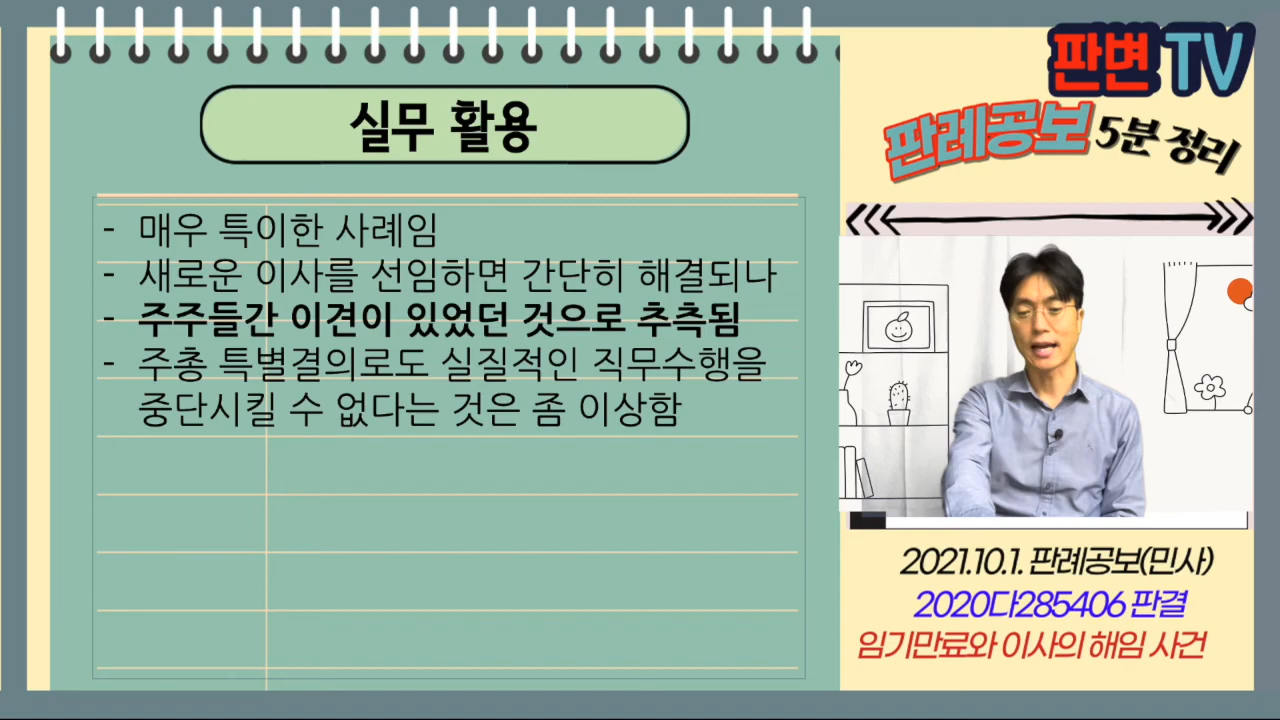 실무 활용
- 매우 특이한 사례임
- 새로운 이사를 선임하면 간단히 해결되나
- 주주들간 이견이 있었던 것으로 추측됨
- 주총 특별결의로도 실질적인 직무수행을
중단시킬 수 없다는 것은 좀 이상함
판변 TV
판례공보 5분 정리
2021.10.1. 판례공보(민사)
2020다285406 판결
임기만료와 이사의 해임 사건